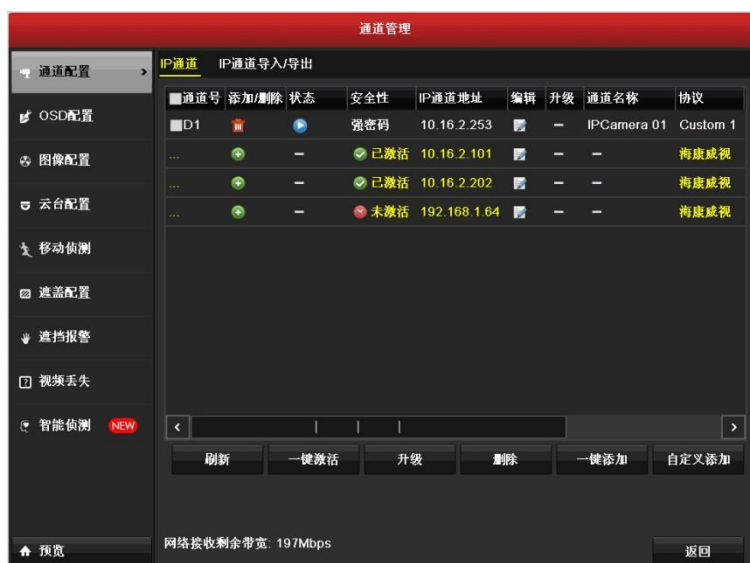 通道管理
通道配置
OSD配置
图像配置
云台配置
移动侦测
遮盖配置
遮挡报警
视频丢失
智能侦测 NEW
预览
IP通道 IP通道导入/导出
通道号 添加/删除 状态 安全性 IP通道地址 编辑 升级 通道名称 协议
D1 强密码 10.16.2.253 – IPCamera 01 Custom 1
... – 已激活 10.16.2.101 – – 海康威视
... – 已激活 10.16.2.202 – – 海康威视
... – 未激活 192.168.1.64 – – 海康威视
刷新 一键激活 升级 删除 一键添加 自定义添加
网络接收剩余带宽: 197Mbps
返回